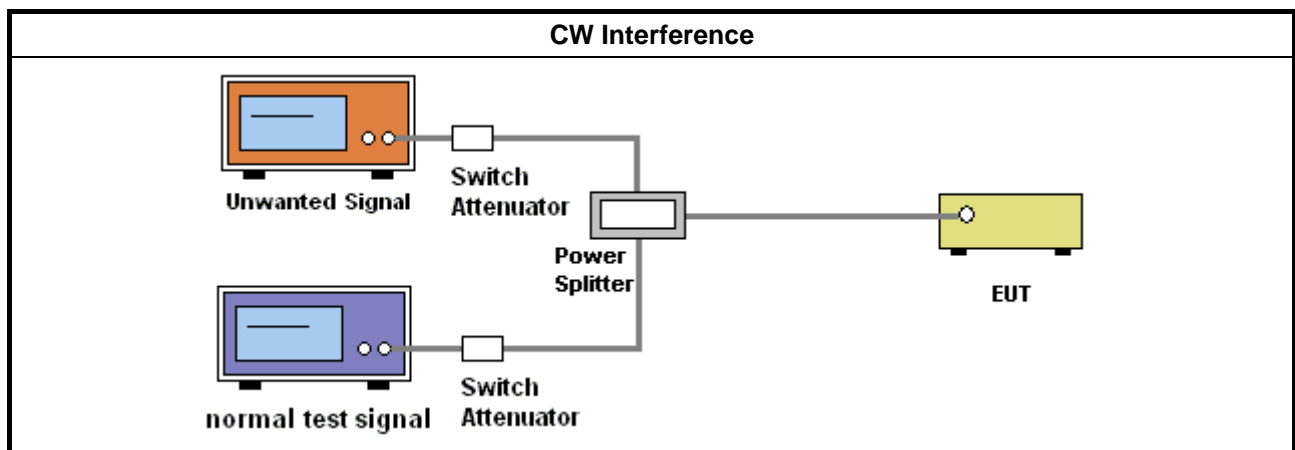 CW Interference
Unwanted Signal
Switch
Attenuator
Power
Splitter
EUT
normal test signal
Switch
Attenuator